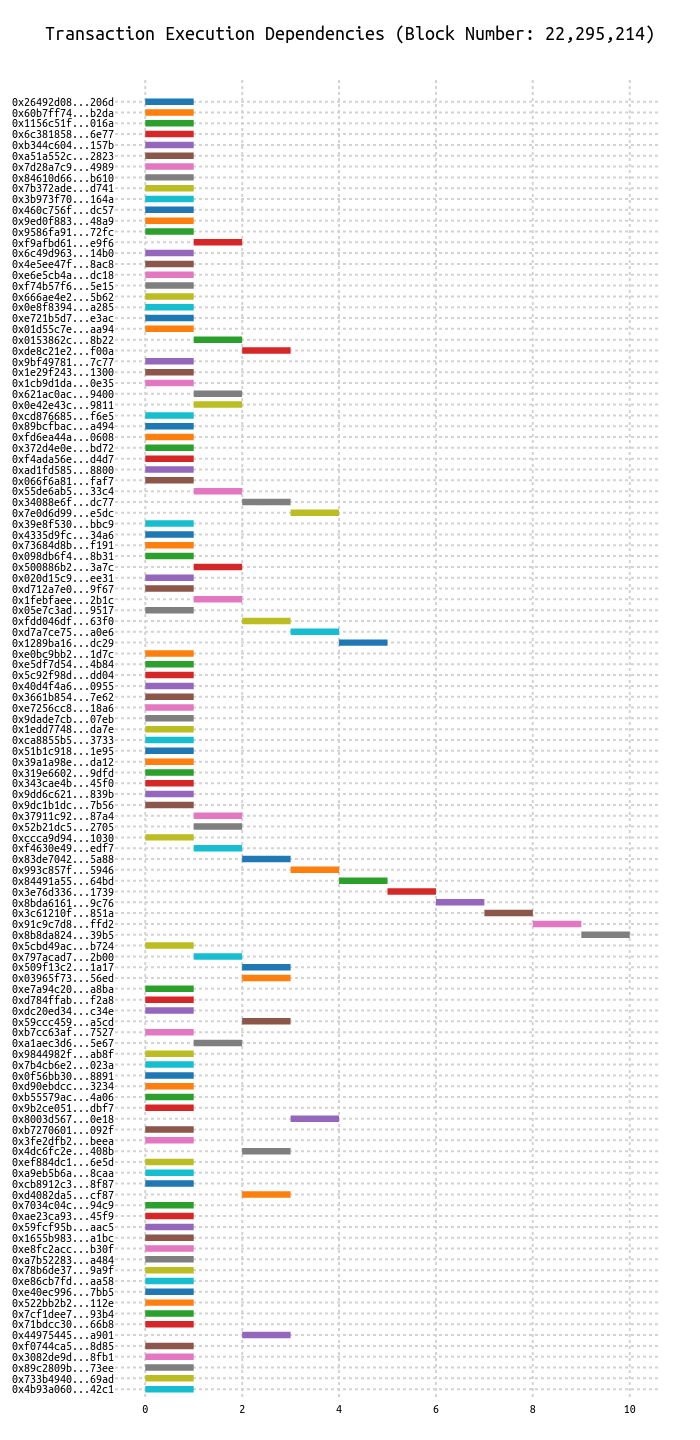 Transaction Execution Dependencies (Block Number: 22,295,214)
0x26492d08...206d
0x60b7ff74...b2da
0x1156c51f...016a
0x6c381858...6e77
0xb344c604...157b
0xa51a552c...2823
0x7d28a7c9...4989
0x84610d66...b610
0x7b372ade...d741
0x3b973f70...164a
0x460c756f...dc57
0x9ed0f883...48a9
0x9586fa91...72fc
0xf9afbd61...e9f6
0x6c49d963...14b0
0x4e5ee47f...8ac8
0xe6e5cb4a...dc18
0xf74b57f6...5e15
0x666ae4e2...5b62
0x0e8f8394...a285
0xe721b5d7...e3ac
0x01d55c7e...aa94
0x0153862c...8b22
0xde8c21e2...f00a
0x9bf49781...7c77
0x1e29f243...1300
0x1cb9d1da...0e35
0x621ac0ac...9400
0x0e42e43c...9811
0xcd876685...f6e5
0x89bcfbac...a494
0xfd6ea44a...0608
0x372d4e0e...bd72
0xf4ada56e...d4d7
0xad1fd585...8800
0x066f6a81...faf7
0x55de6ab5...33c4
0x34088e6f...dc77
0x7e0d6d99...e5dc
0x39e8f530...bbc9
0x4335d9fc...34a6
0x73684d8b...f191
0x098db6f4...8b31
0x500886b2...3a7c
0x020d15c9...ee31
0xd712a7e0...9f67
0x1febfaee...2b1c
0x05e7c3ad...9517
0xfdd046df...63f0
0xd7a7ce75...a0e6
0x1289ba16...dc29
0xe0bc9bb2...1d7c
0xe5df7d54...4b84
0x5c92f98d...dd04
0x40d4f4a6...0955
0x3661b854...7e62
0xe7256cc8...18a6
0x9dade7cb...07eb
0x1edd7748...da7e
0xca8855b5...3733
0x51b1c918...1e95
0x39a1a98e...da12
0x319e6602...9dfd
0x343cae4b...45f0
0x9dd6c621...839b
0x9dc1b1dc...7b56
0x37911c92...87a4
0x52b21dc5...2705
0xccca9d94...1030
0xf4630e49...edf7
0x83de7042...5a88
0x993c857f...5946
0x84491a55...64bd
0x3e76d336...1739
0x8bda6161...9c76
0x3c61210f...851a
0x91c9c7d8...ffd2
0x8b8da824...39b5
0x5cbd49ac...b724
0x797acad7...2b00
0x509f13c2...1a17
0x03965f73...56ed
0xe7a94c20...a8ba
0xd784ffab...f2a8
0xdc20ed34...c34e
0x59ccc459...a5cd
0xb7cc63af...7527
0xa1aec3d6...5e67
0x9844982f...ab8f
0x7b4cb6e2...023a
0x0f56bb30...8891
0xd90ebdcc...3234
0xb55579ac...4a06
0x9b2ce051...dbf7
0x8003d567...0e18
0xb7270601...092f
0x3fe2dfb2...beea
0x4dc6fc2e...408b
0xef884dc1...6e5d
0xa9eb5b6a...8caa
0xcb8912c3...8f87
0xd4082da5...cf87
0x7034c04c...94c9
0xae23ca93...45f9
0x59fcf95b...aac5
0x1655b983...a1bc
0xe8fc2acc...b30f
0xa7b52283...a484
0x78b6de37...9a9f
0xe86cb7fd...aa58
0xe40ec996...7bb5
0x522bb2b2...112e
0x7cf1dee7...93b4
0x71bdcc30...66b8
0x44975445...a901
0xf0744ca5...8d85
0x3082de9d...8fb1
0x89c2809b...73ee
0x733b4940...69ad
0x4b93a060...42c1
0 2 4 6 8 10